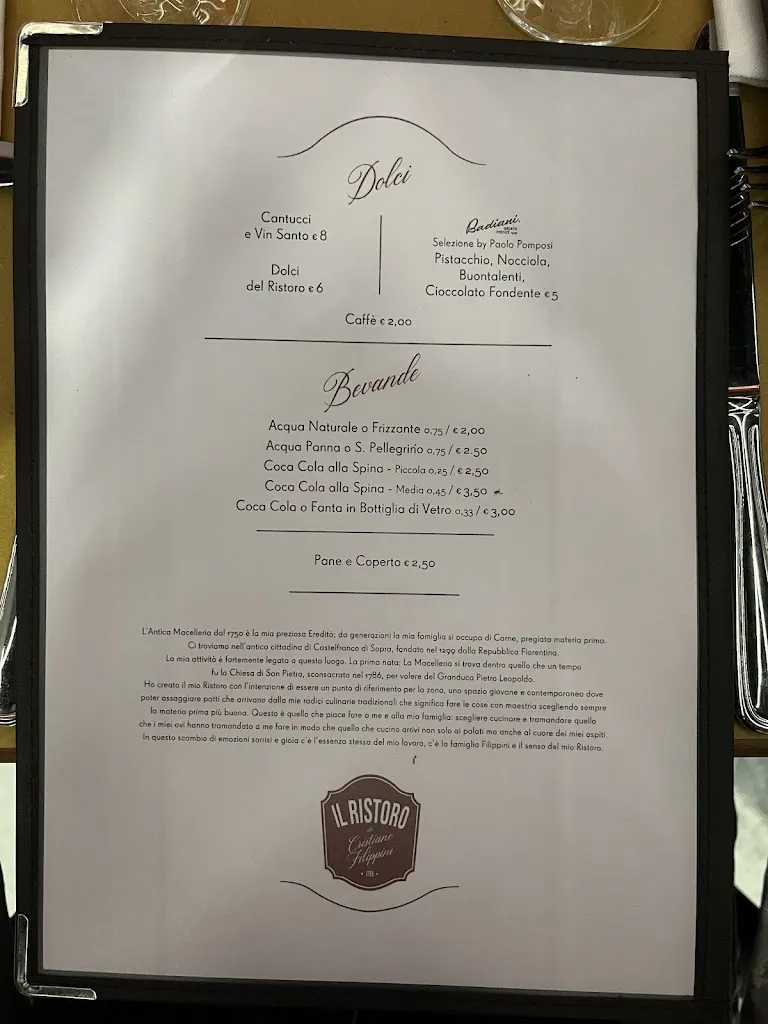 Dolci
Cantucci
e Vin Santo € 8
Dolci
del Ristoro € 6
Badiani.
Selezione by Paolo Pomposi
Pistacchio, Nocciola,
Buontalenti,
Cioccolato Fondente € 5
Caffè € 2,00
Bevande
Acqua Naturale o Frizzante 0,75 / € 2,00
Acqua Panna o S. Pellegrino 0,75 / € 2.50
Coca Cola alla Spina - Piccola 0,25 / € 2,50
Coca Cola alla Spina - Media 0,45 / € 3,50
Coca Cola o Fanta in Bottiglia di Vetro 0,33 / € 3,00
Pane e Coperto € 2,50
L'Antica Macelleria dal 1750 è la mia preziosa Eredità; da generazioni la mia famiglia si occupa di Carne, pregiata materia prima.
Ci troviamo nell'antica cittadina di Castelfranco di Sopra, fondato nel 1299 dalla Repubblica Fiorentina.
La mia attività è fortemente legato a questo luogo. La prima nata: La Macelleria si trova dentro quello che un tempo
fu la Chiesa di San Pietro, sconsacrato nel 1786, per volere del Granduca Pietro Leopoldo.
Ho creato il mio Ristoro con l'intenzione di essere un punto di riferimento per la zona, uno spazio giovane e contemporaneo dove
poter assaggiare patti che arrivano dalla mie radici culinarie tradizionali che significa fare le cose con maestria scegliendo sempre
la materia prima più buona. Questo è quello che piace fare a me e alla mia famiglia: scegliere cucinare e tramandare quello
che i miei avi hanno tramandato a me fare in modo che quello che cucino arrivi non solo ai palati ma anche al cuore dei miei ospiti.
In questo scambio di emozioni sorrisi e gioia c'è l'essenza stessa del mio lavoro, c'è la famiglia Filippini e il senso del mio Ristoro.
IL RISTORO
di
Cristiano
Filippini
• 1786 •